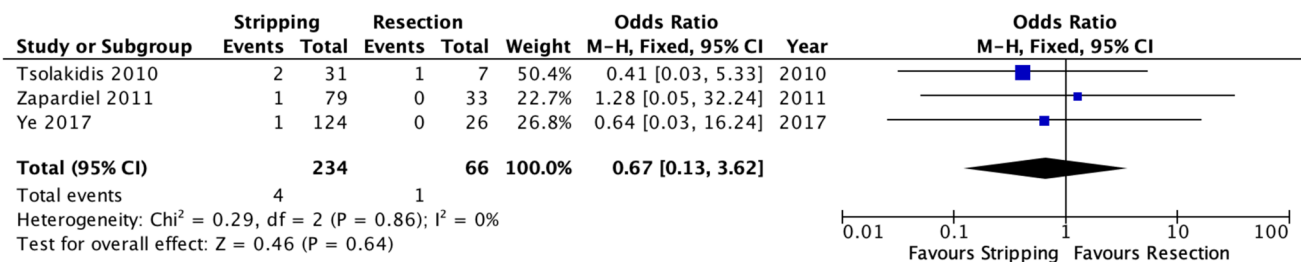 Stripping Resection Odds Ratio Odds Ratio
Study or Subgroup Events Total Events Total Weight M-H, Fixed, 95% CI Year M-H, Fixed, 95% CI
Tsolakidis 2010 2 31 1 7 50.4% 0.41 [0.03, 5.33] 2010
Zapardiel 2011 1 79 0 33 22.7% 1.28 [0.05, 32.24] 2011
Ye 2017 1 124 0 26 26.8% 0.64 [0.03, 16.24] 2017
Total (95% CI) 234 66 100.0% 0.67 [0.13, 3.62]
Total events 4 1
Heterogeneity: Chi² = 0.29, df = 2 (P = 0.86); I² = 0%
Test for overall effect: Z = 0.46 (P = 0.64)
0.01 0.1 1 10 100
Favours Stripping Favours Resection